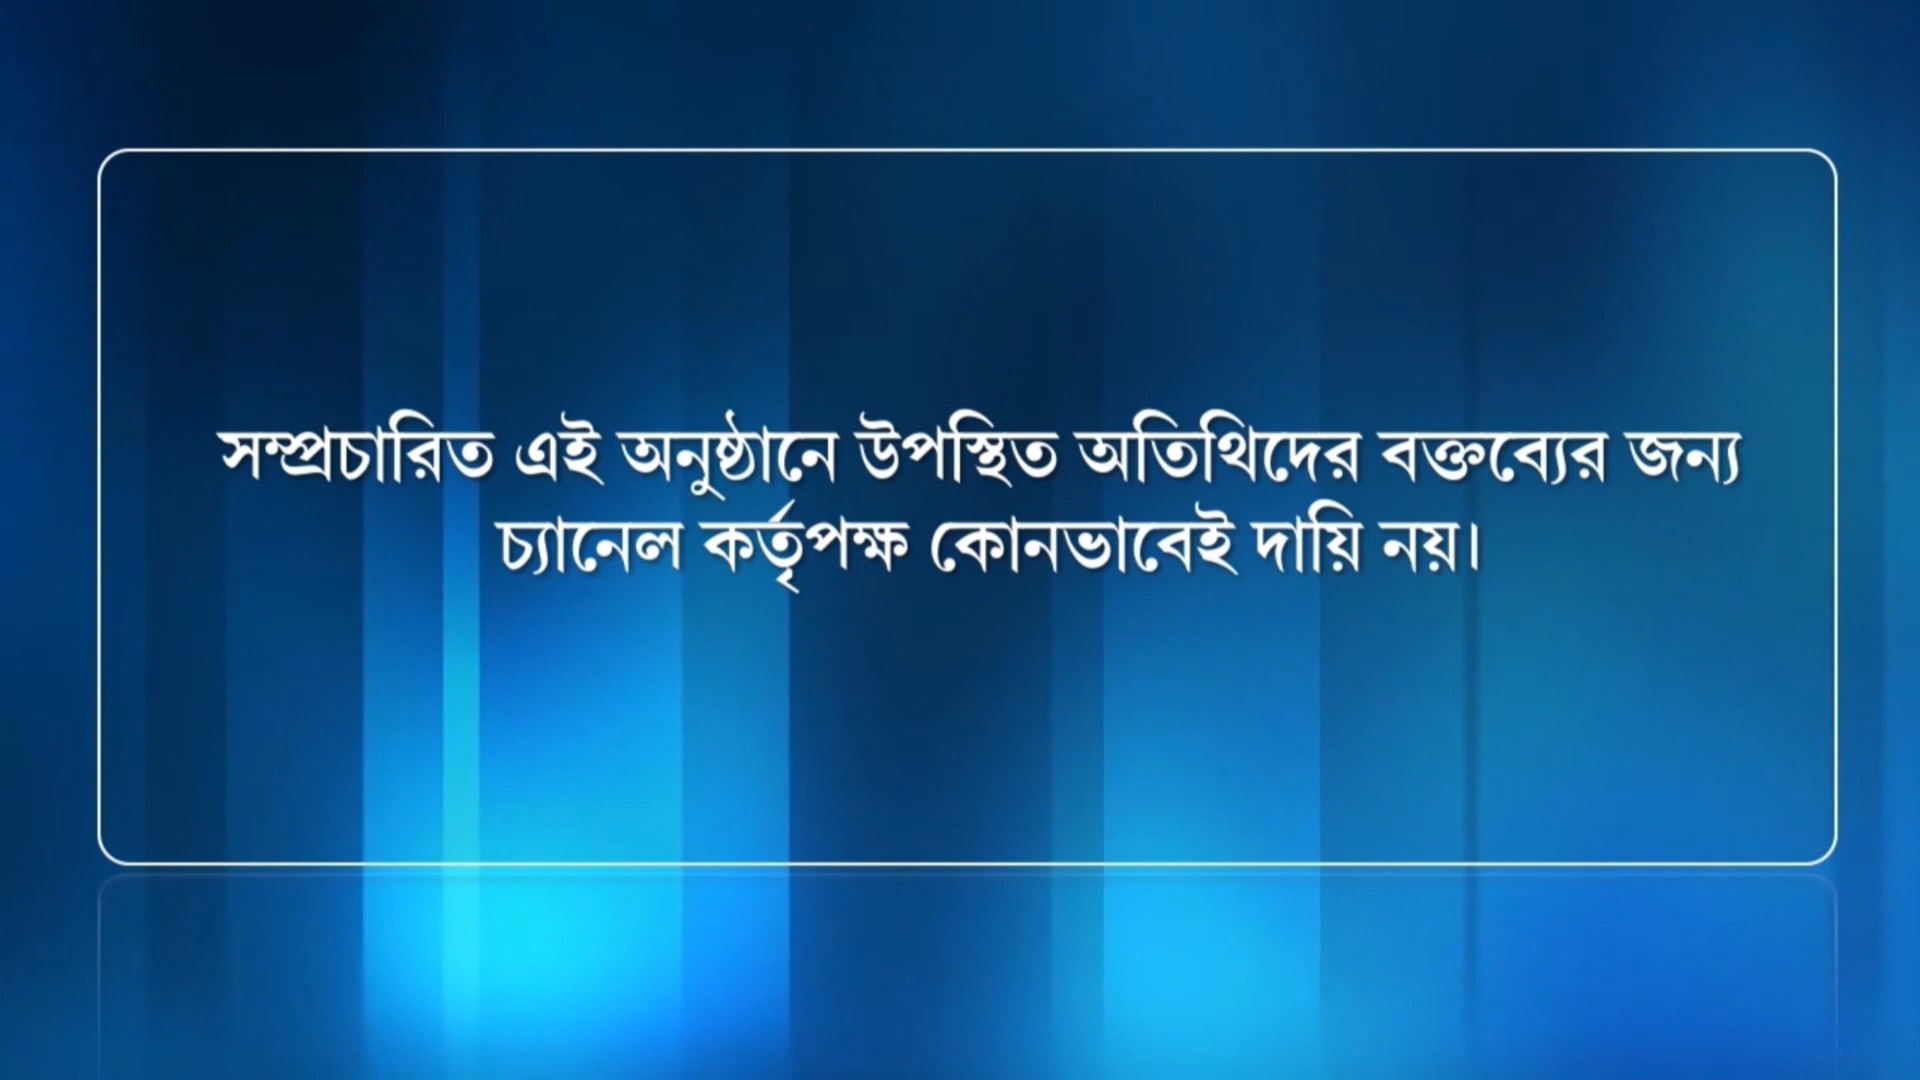 সম্প্রচারিত এই অনুষ্ঠানে উপস্থিত অতিথিদের বক্তব্যের জন্য
চ্যানেল কর্তৃপক্ষ কোনভাবেই দায়ি নয়।